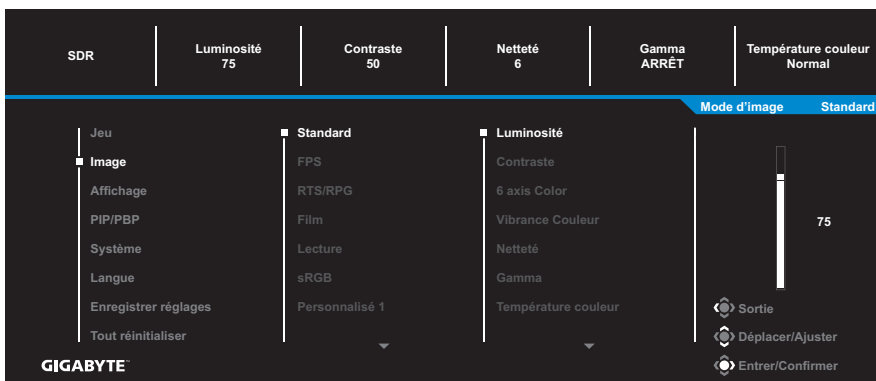 SDR
Luminosité
75
Contraste
50
Netteté
6
Gamma
ARRÊT
Température couleur
Normal
Mode d'image Standard
Jeu
Image
Affichage
PIP/PBP
Système
Langue
Enregistrer réglages
Tout réinitialiser
Standard
FPS
RTS/RPG
Film
Lecture
sRGB
Personnalisé 1
Luminosité
Contraste
6 axis Color
Vibrance Couleur
Netteté
Gamma
Température couleur
75
Sortie
Déplacer/Ajuster
Entrer/Confirmer
GIGABYTE™